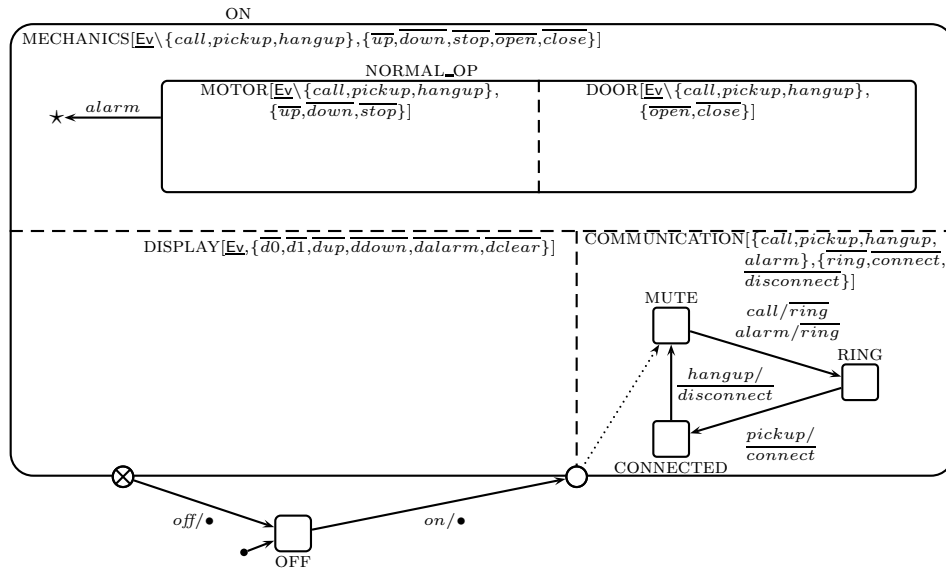 ON
MECHANICS[Ev\{call,pickup,hangup},{up,down,stop,open,close}]
NORMAL_OP
MOTOR[Ev\{call,pickup,hangup},
{up,down,stop}]
DOOR[Ev\{call,pickup,hangup},
{open,close}]
alarm
DISPLAY[Ev,{d0,d1,dup,ddown,dalarm,dclear}]
COMMUNICATION[{call,pickup,hangup,
alarm},{ring,connect,
disconnect}]
MUTE
call/ring
alarm/ring
RING
hangup/
disconnect
pickup/
connect
CONNECTED
off/•
on/•
OFF